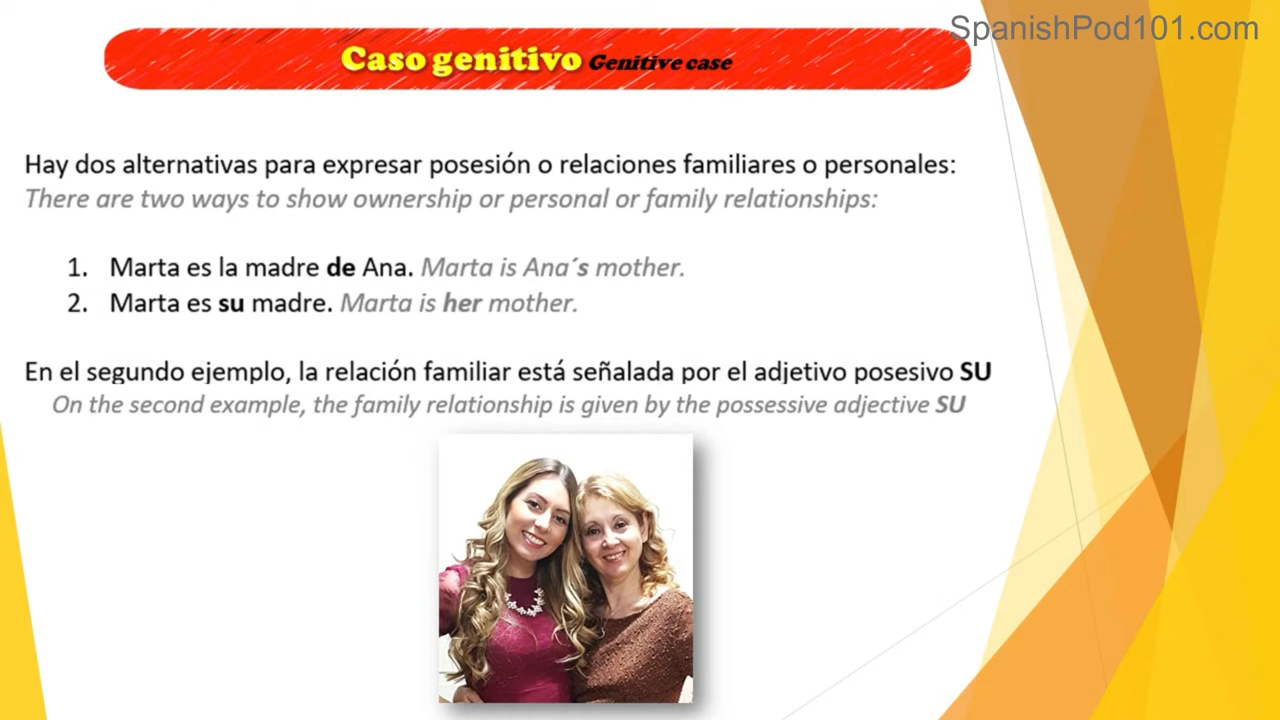 SpanishPod101.com
Caso genitivo Genitive case
Hay dos alternativas para expresar posesión o relaciones familiares o personales:
There are two ways to show ownership or personal or family relationships:
1. Marta es la madre de Ana. Marta is Ana´s mother.
2. Marta es su madre. Marta is her mother.
En el segundo ejemplo, la relación familiar está señalada por el adjetivo posesivo SU
On the second example, the family relationship is given by the possessive adjective SU